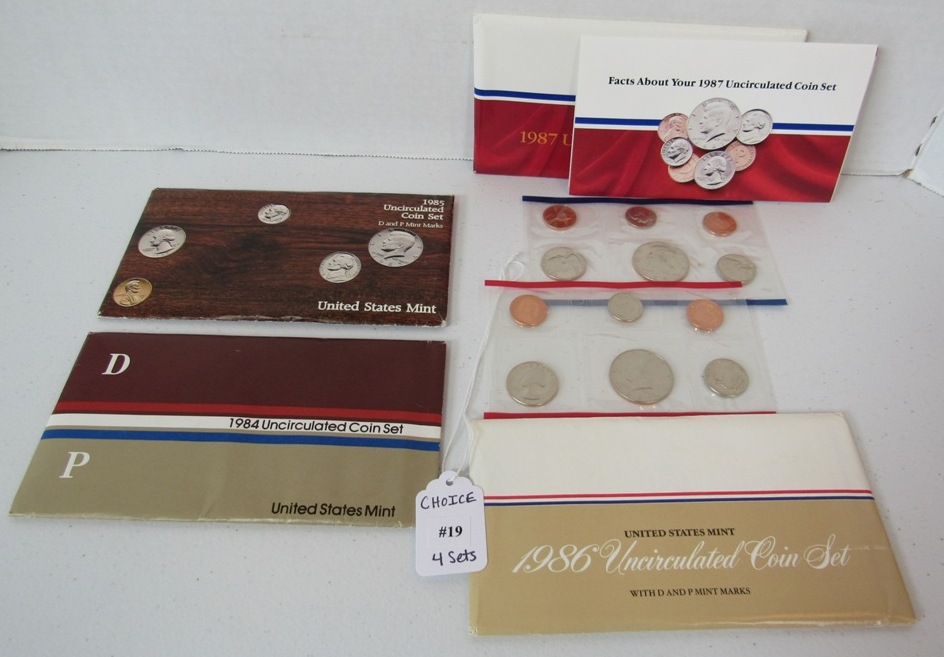 Facts About Your 1987 Uncirculated Coin Set
1987 U
1985
Uncirculated
Coin Set
D and P Mint Marks
United States Mint
D
1984 Uncirculated Coin Set
P
United States Mint
CHOICE
#19
4 Sets
UNITED STATES MINT
1986 Uncirculated Coin Set
WITH D AND P MINT MARKS